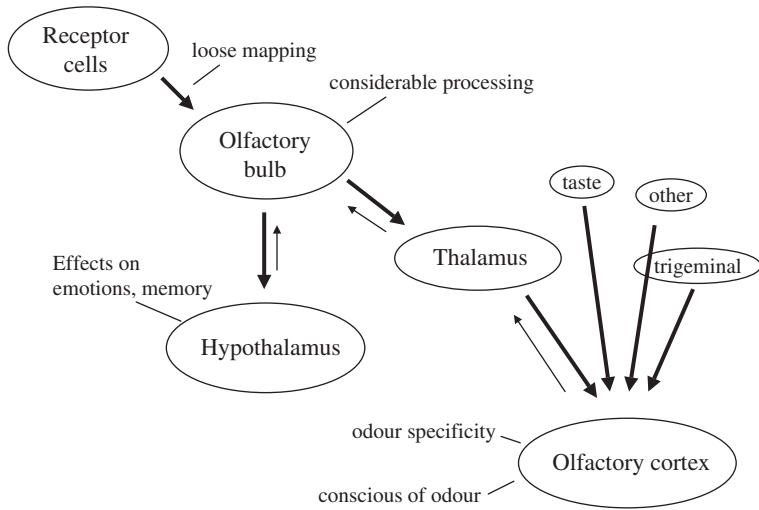 Receptor
cells
loose mapping
considerable processing
Olfactory
bulb
taste
other
Thalamus
trigeminal
Effects on
emotions, memory
Hypothalamus
odour specificity
Olfactory cortex
conscious of odour